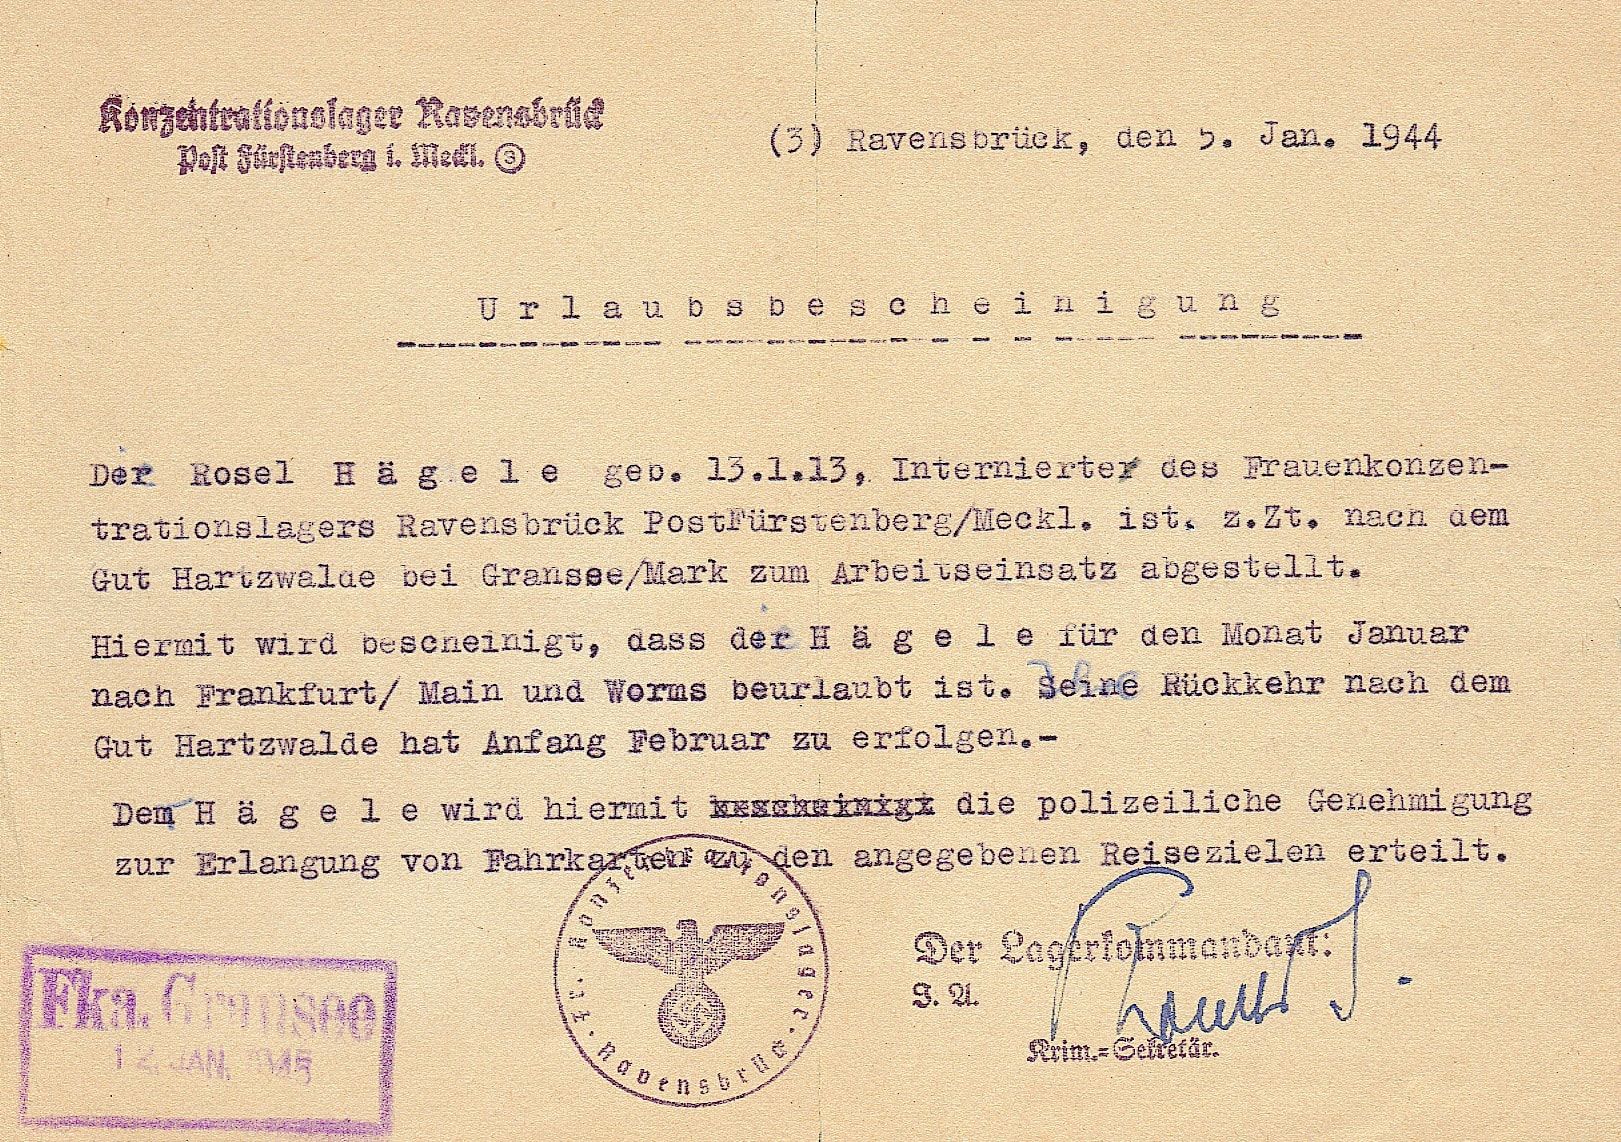 Konzentrationslager Ravensbrück
Post Fürstenberg i. Meckl. ③
(3) Ravensbrück, den 5. Jan. 1944
Urlaubsbescheinigung
Der Rosel Hägele geb. 13.1.13, Internierter des Frauenkonzen-
trationslagers Ravensbrück PostFürstenberg/Meckl. ist. z.Zt. nach dem
Gut Hartzwalde bei Gransee/Mark zum Arbeitseinsatz abgestellt.
Hiermit wird bescheinigt, dass der Hägele für den Monat Januar
nach Frankfurt/ Main und Worms beurlaubt ist. Seine Ihre Rückkehr nach dem
Gut Hartzwalde hat Anfang Februar zu erfolgen.-
Dem Hägele wird hiermit bescheinigt die polizeiliche Genehmigung
zur Erlangung von Fahrkarten zu den angegebenen Reisezielen erteilt.
Fr. Konzentrationslager. Ravensbrück
Der Lagerkommandant:
I. A.
Krim.=Sekretär.
Fka. Gransee
12. JAN.